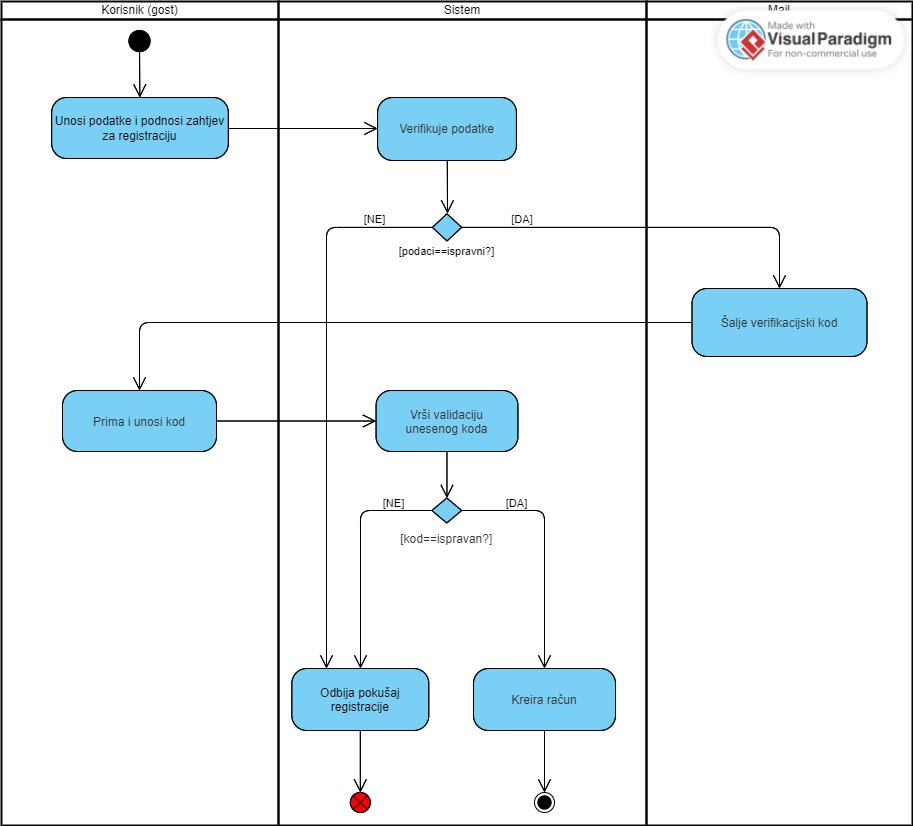 Korisnik (gost)
Sistem
Mail
Made with
Visual Paradigm
For non-commercial use
Unosi podatke i podnosi zahtjev
za registraciju
Verifikuje podatke
[NE]
[DA]
[podaci==ispravni?]
Šalje verifikacijski kod
Prima i unosi kod
Vrši validaciju
unesenog koda
[NE]
[DA]
[kod==ispravan?]
Odbija pokušaj
registracije
Kreira račun